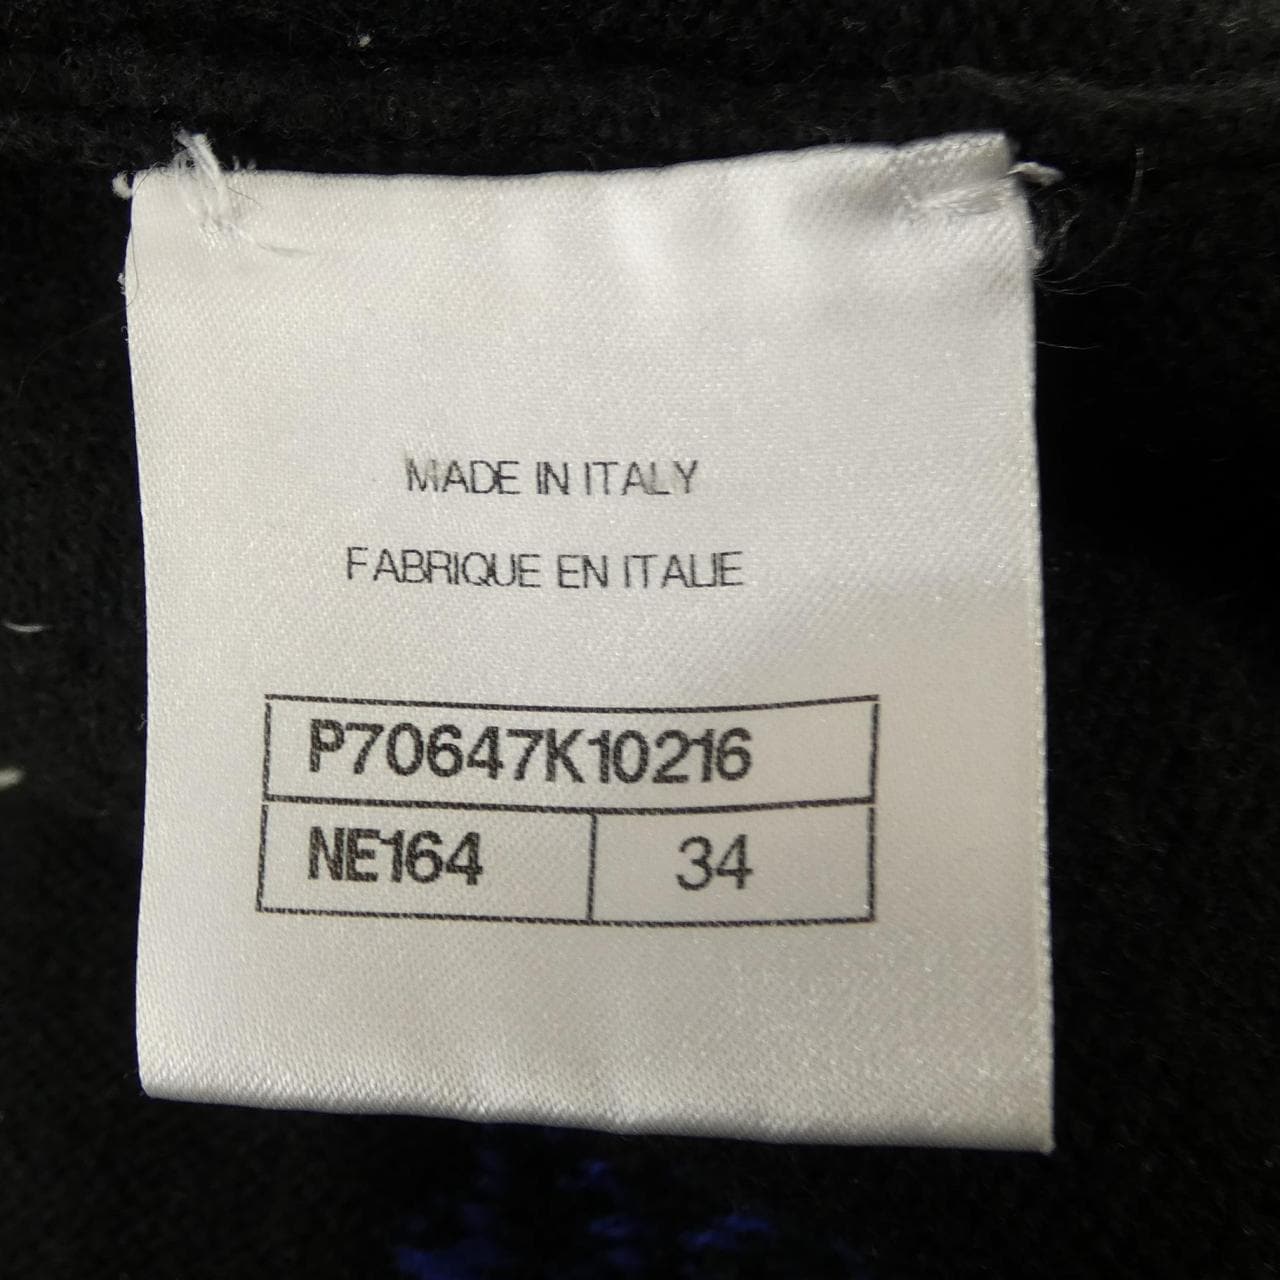 MADE IN ITALY
FABRIQUE EN ITALIE
P70647K10216
NE164 34